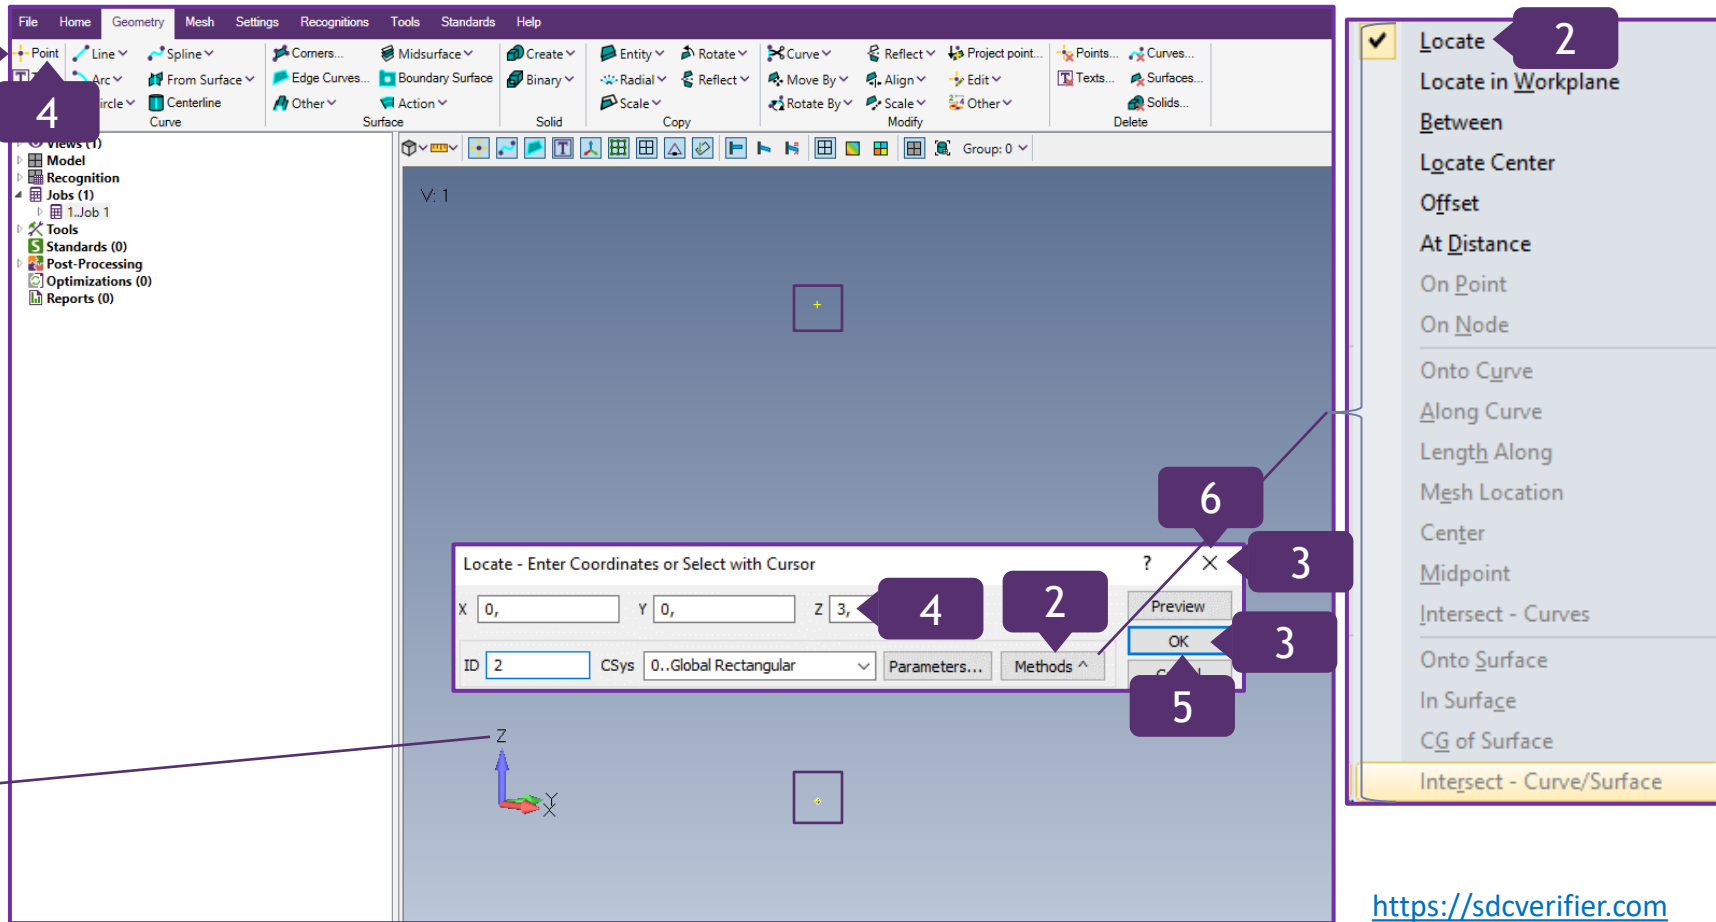 File Home Geometry Mesh Settings Recognitions Tools Standards Help
Point Line Spline Corners... Midsurface Create Entity Rotate Curve Reflect Project point... Points... Curves...
Arc From Surface Edge Curves... Boundary Surface Binary Radial Reflect Move By Align Edit Texts... Surfaces...
Centerline Other Action Scale Rotate By Scale Other Solids...
Curve Surface Solid Copy Modify Delete
4
Views (1)
Model
Recognition
Jobs (1)
1..Job 1
Tools
Standards (0)
Post-Processing
Optimizations (0)
Reports (0)
Group: 0
V: 1
6
Locate - Enter Coordinates or Select with Cursor ? 3
X 0, Y 0, Z 3, 4 2 Preview
OK 3
ID 2 CSys 0..Global Rectangular Parameters... Methods ^
5
Z
Y
X
Locate 2
Locate in Workplane
Between
Locate Center
Offset
At Distance
On Point
On Node
Onto Curve
Along Curve
Length Along
Mesh Location
Center
Midpoint
Intersect - Curves
Onto Surface
In Surface
CG of Surface
Intersect - Curve/Surface
https://sdcverifier.com